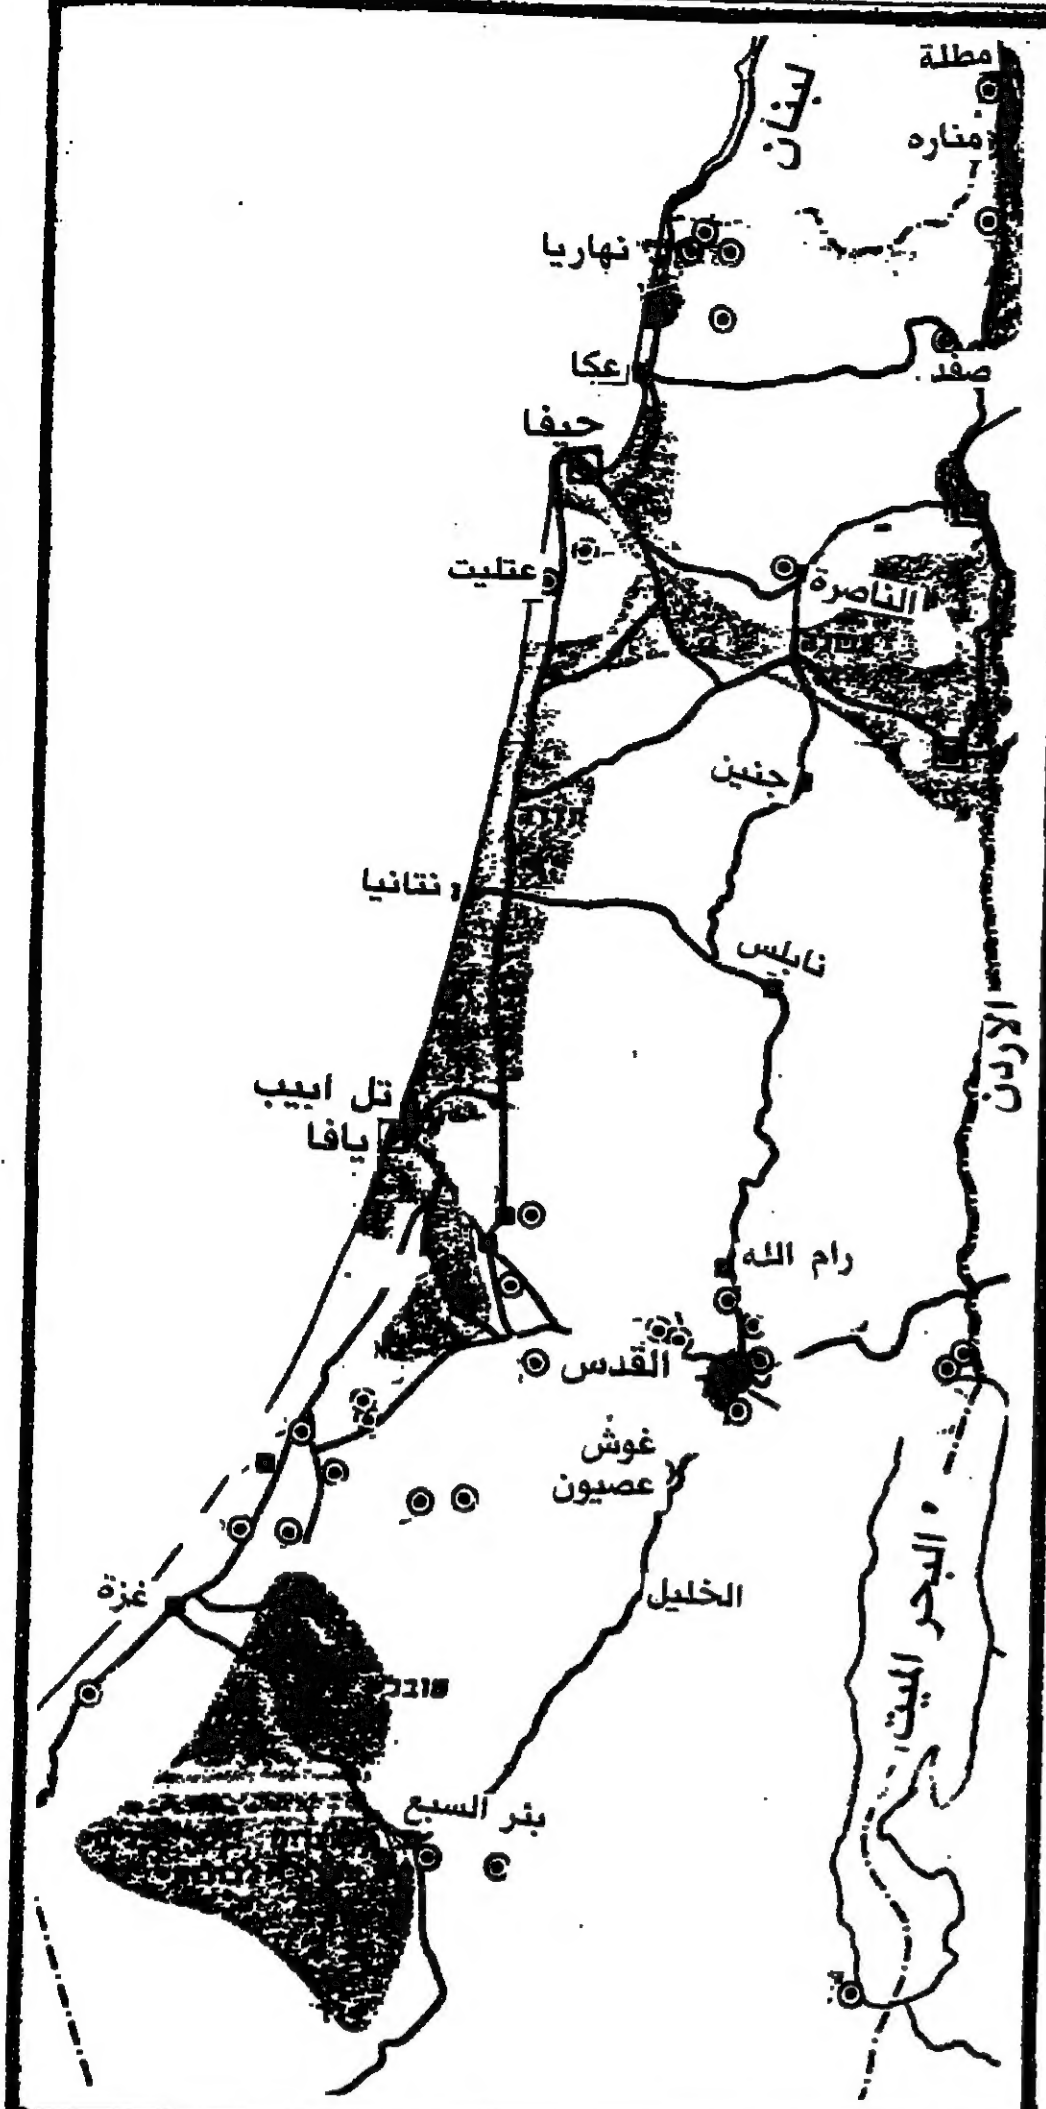 مطلة
لبنان
مناره
نهاريا
عكا
صفد
حيفا
عتليت
الناصرة
جنين
نتانيا
نابلس
الاردن
تل ابيب
يافا
رام الله
القدس
غوش
عصيون
البحر الميت
غزة
الخليل
بئر السبع